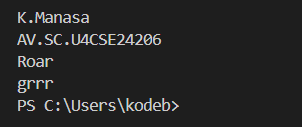 K.Manasa
AV.SC.U4CSE24206
Roar
grrr
PS C:\Users\kodeb>